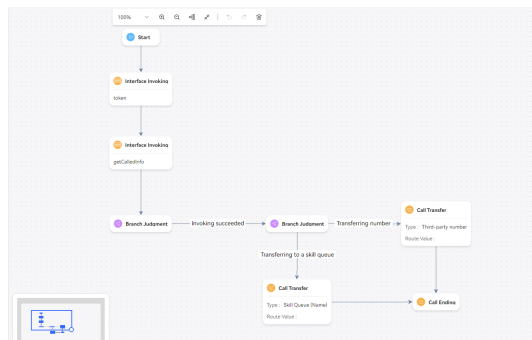 100%
Start
Interface Invoking
token
Interface Invoking
getCalledInfo
Branch Judgment
Invoking succeeded
Branch Judgment
Transferring number
Call Transfer
Type : Third-party number
Route Value :
Transferring to a skill queue
Call Transfer
Type : Skill Queue (Name)
Route Value :
Call Ending